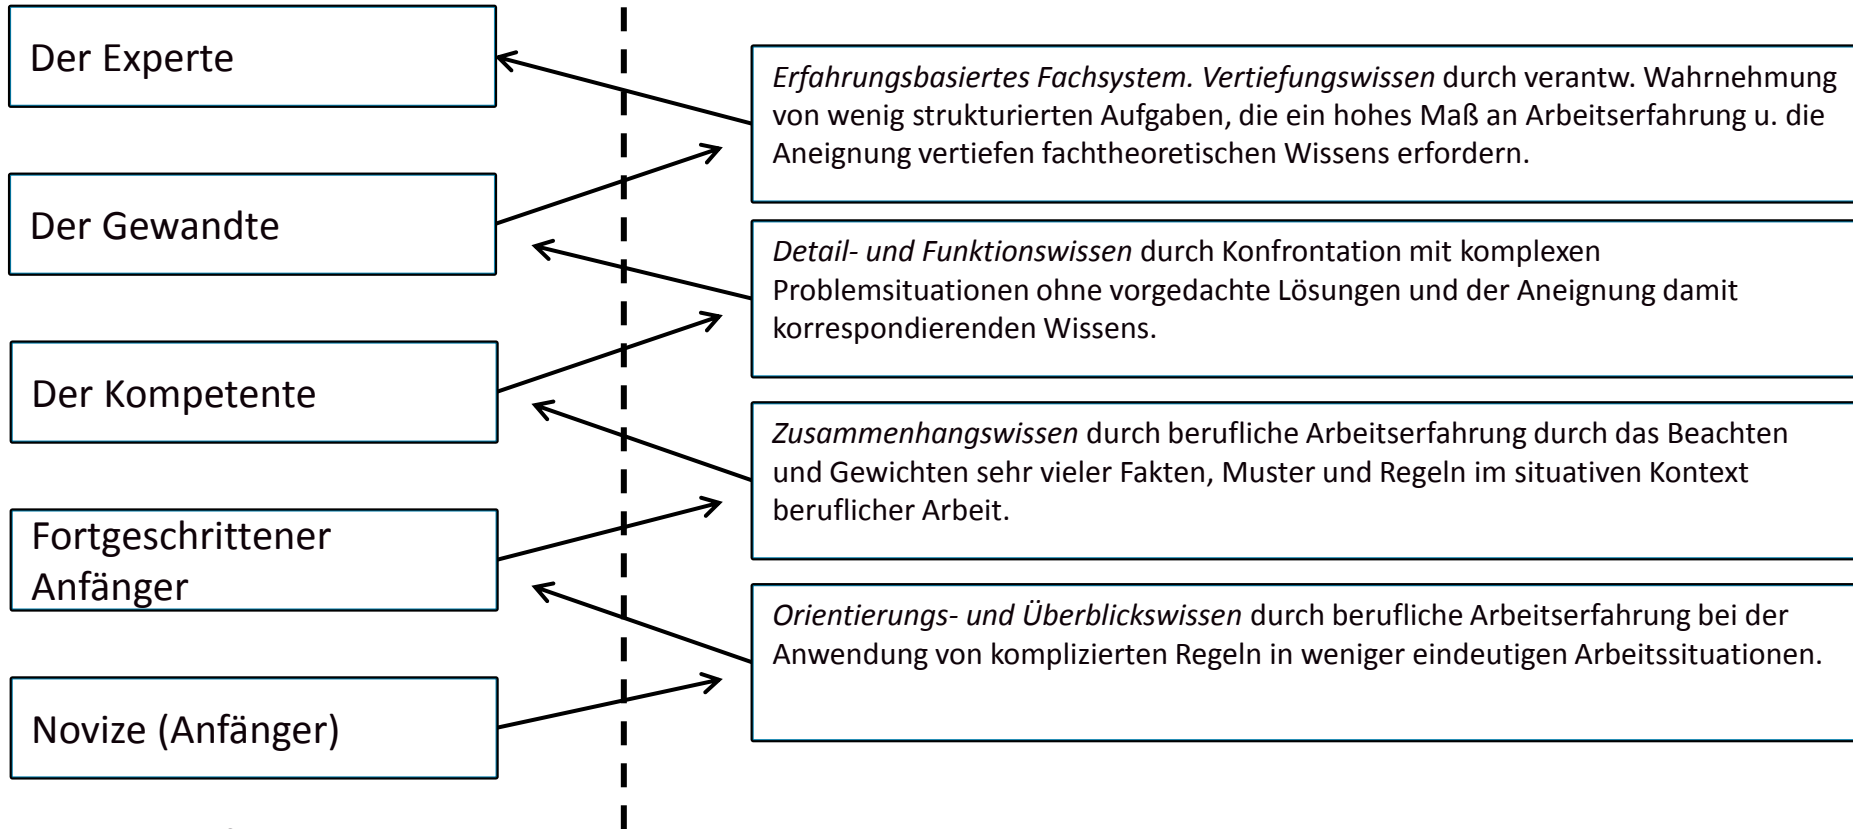 Der Experte
Erfahrungsbasiertes Fachsystem. Vertiefungswissen durch verantw. Wahrnehmung
von wenig strukturierten Aufgaben, die ein hohes Maß an Arbeitserfahrung u. die
Aneignung vertiefen fachtheoretischen Wissens erfordern.
Der Gewandte
Detail- und Funktionswissen durch Konfrontation mit komplexen
Problemsituationen ohne vorgedachte Lösungen und der Aneignung damit
korrespondierenden Wissens.
Der Kompetente
Zusammenhangswissen durch berufliche Arbeitserfahrung durch das Beachten
und Gewichten sehr vieler Fakten, Muster und Regeln im situativen Kontext
beruflicher Arbeit.
Fortgeschrittener
Anfänger
Orientierungs- und Überblickswissen durch berufliche Arbeitserfahrung bei der
Anwendung von komplizierten Regeln in weniger eindeutigen Arbeitssituationen.
Novize (Anfänger)